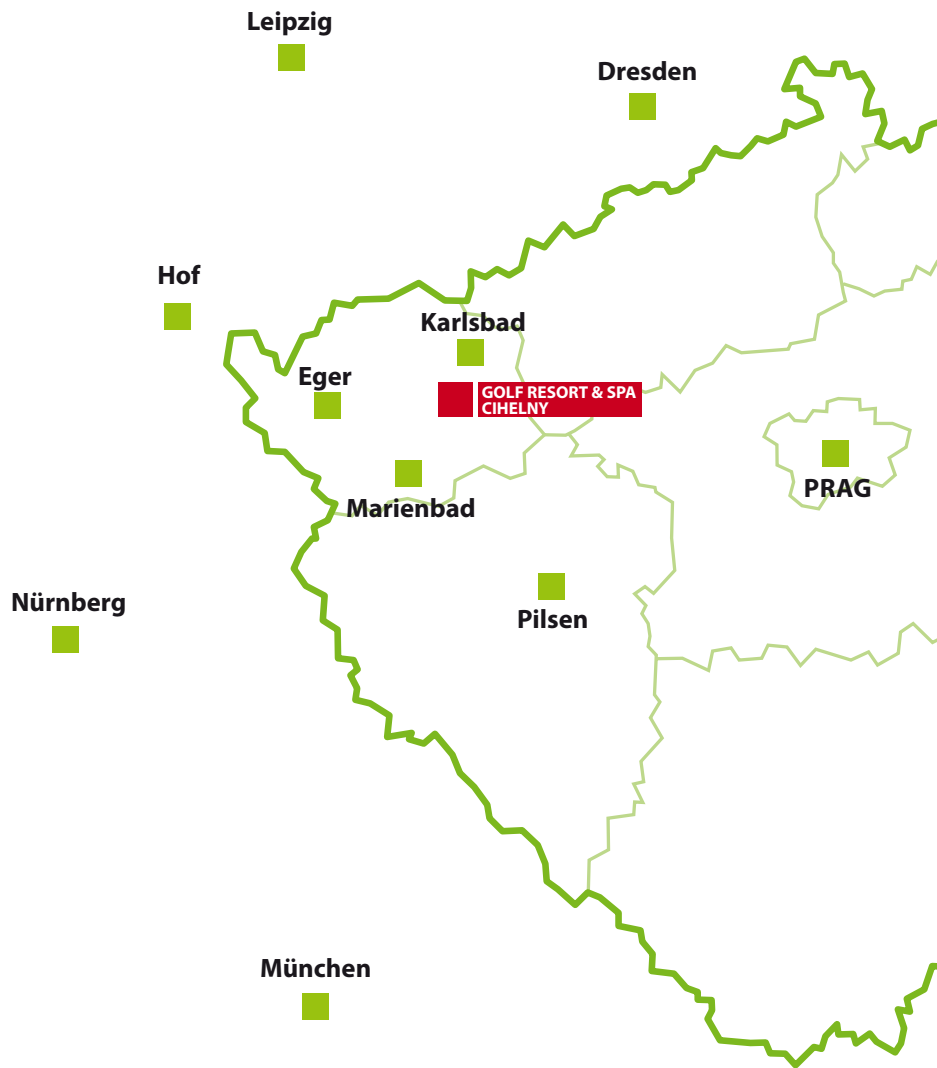 Leipzig
Dresden
Hof
Karlsbad
Eger
GOLF RESORT & SPA
CIHELNY
PRAG
Marienbad
Nürnberg
Pilsen
München